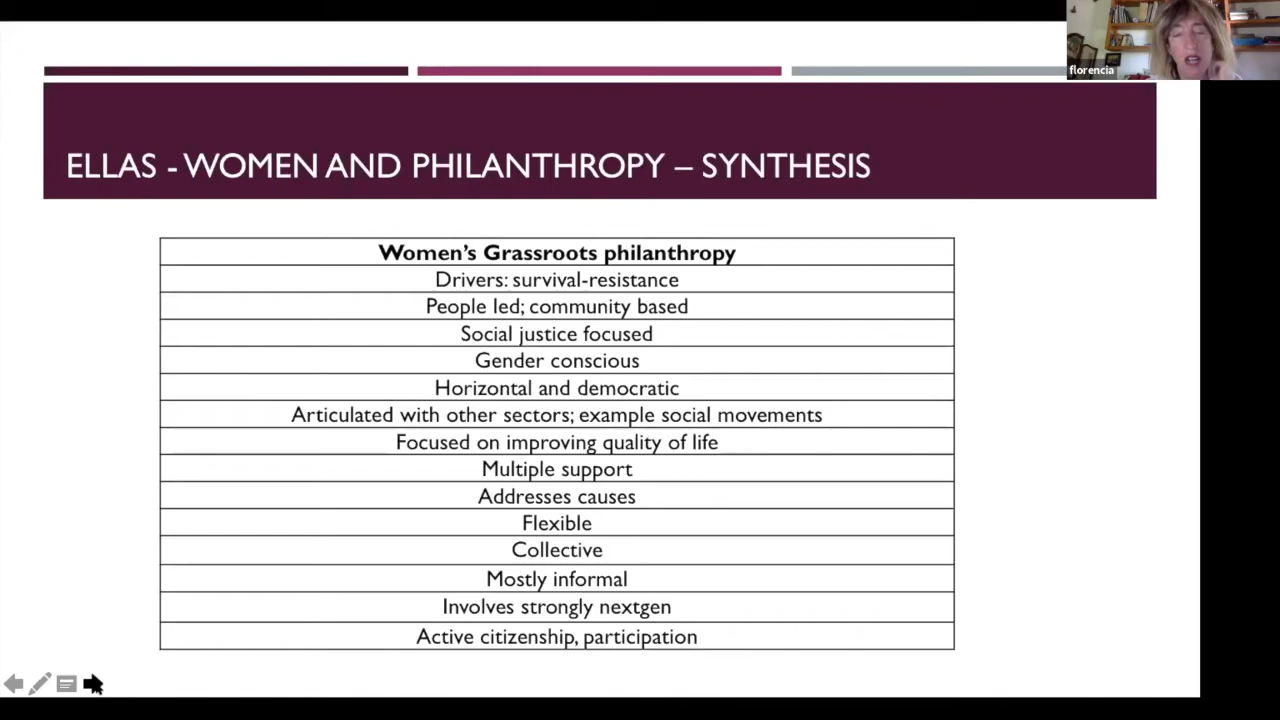 florencia
ELLAS - WOMEN AND PHILANTHROPY – SYNTHESIS
Women's Grassroots philanthropy
Drivers: survival-resistance
People led; community based
Social justice focused
Gender conscious
Horizontal and democratic
Articulated with other sectors; example social movements
Focused on improving quality of life
Multiple support
Addresses causes
Flexible
Collective
Mostly informal
Involves strongly nextgen
Active citizenship, participation